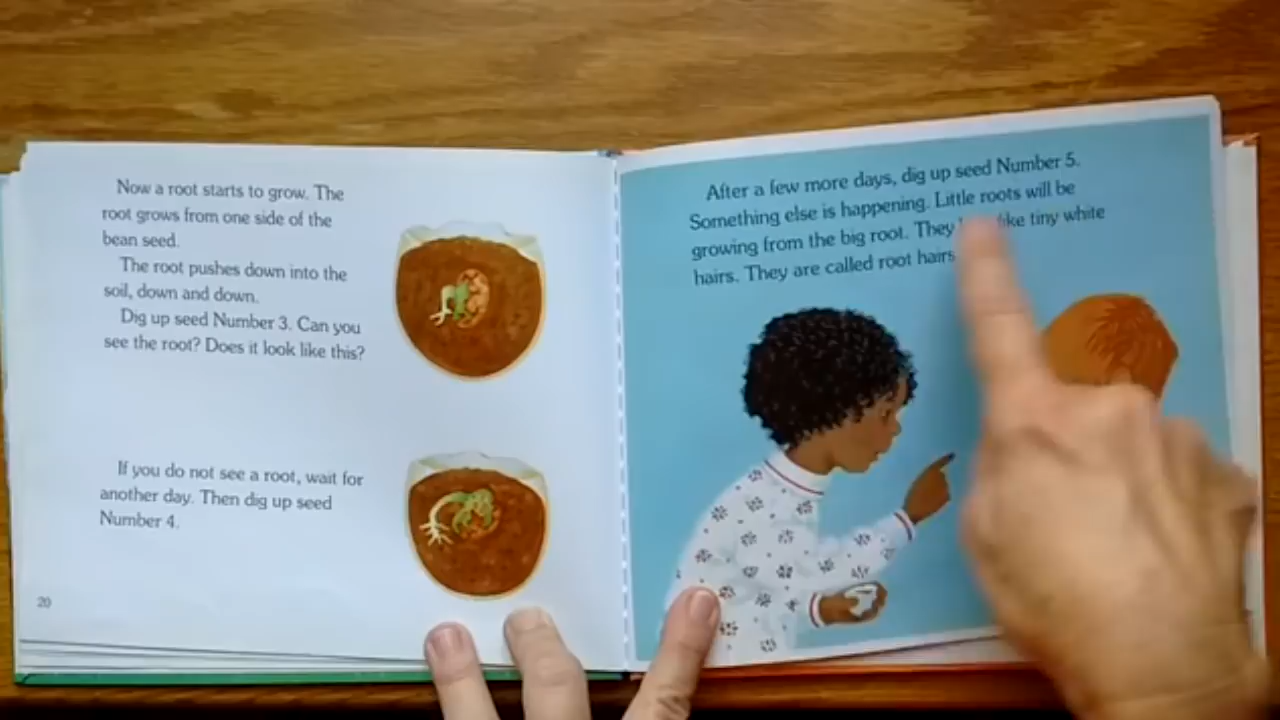 Now a root starts to grow. The
root grows from one side of the
bean seed.
The root pushes down into the
soil, down and down.
Dig up seed Number 3. Can you
see the root? Does it look like this?
If you do not see a root, wait for
another day. Then dig up seed
Number 4.
20
After a few more days, dig up seed Number 5.
Something else is happening. Little roots will be
growing from the big root. They like tiny white
hairs. They are called root hairs